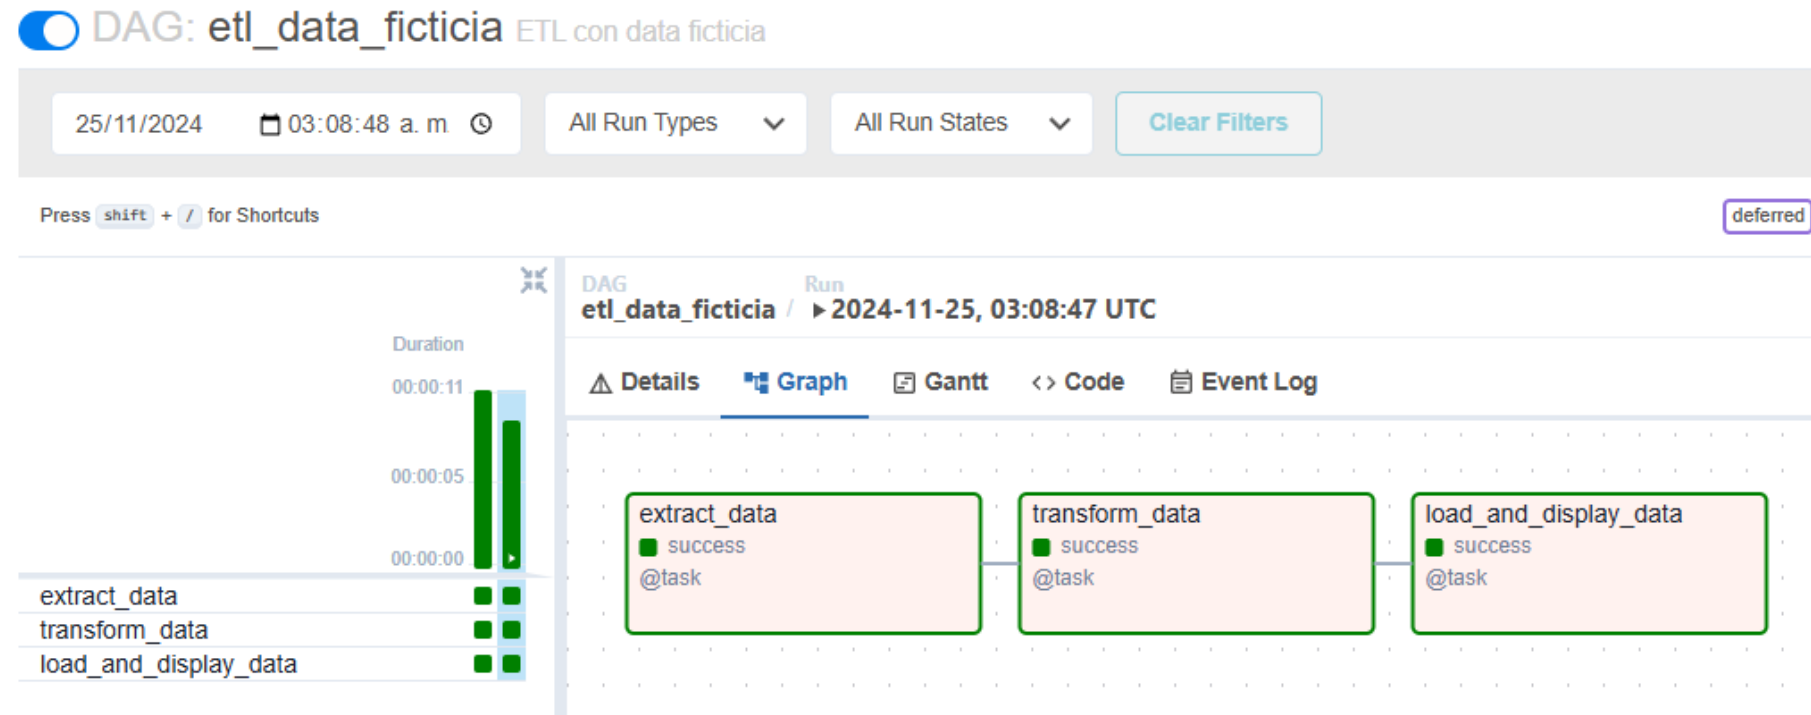 DAG: etl_data_ficticia ETL con data ficticia
25/11/2024 03:08:48 a. m All Run Types All Run States Clear Filters
Press shift + / for Shortcuts deferred
DAG Run
etl_data_ficticia / 2024-11-25, 03:08:47 UTC
Details Graph Gantt Code Event Log
Duration
00:00:11
00:00:05
00:00:00
extract_data
transform_data
load_and_display_data
extract_data
success
@task
transform_data
success
@task
load_and_display_data
success
@task